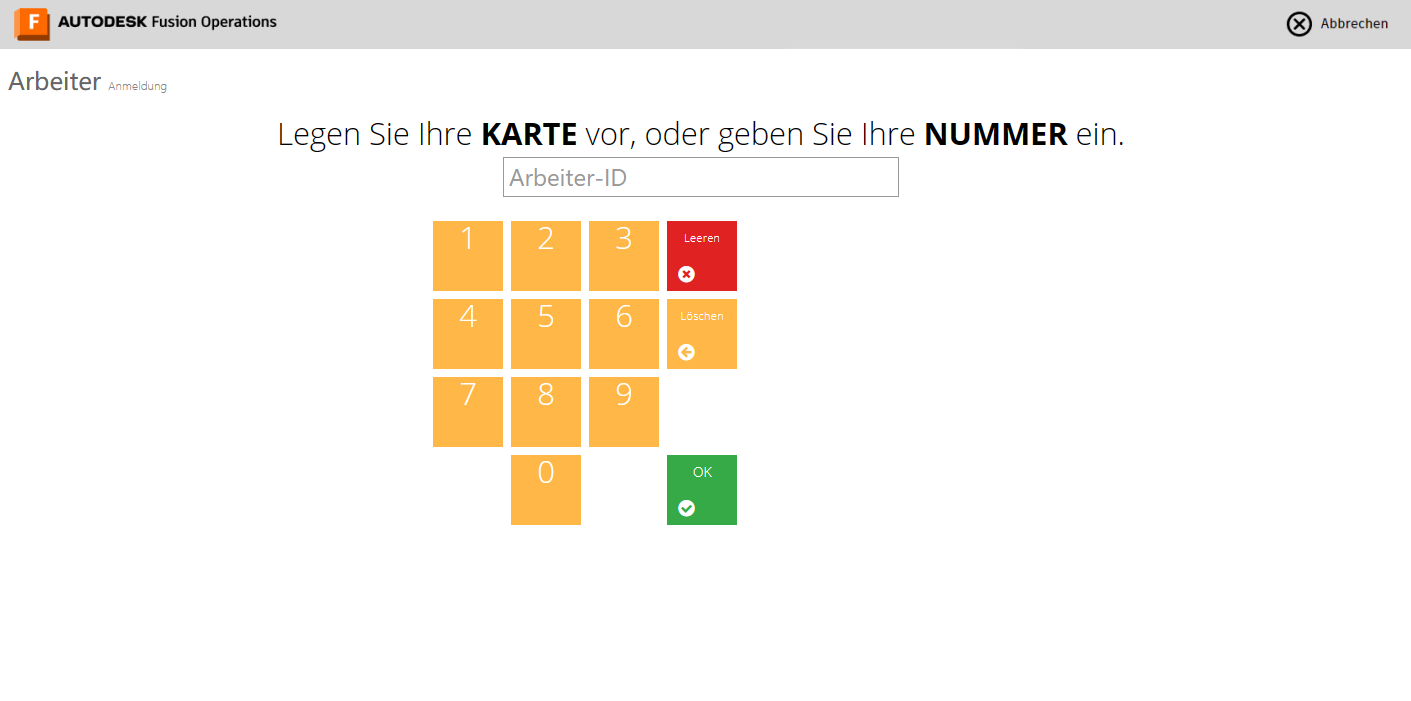 F AUTODESK Fusion Operations
Abbrechen
Arbeiter Anmeldung
Legen Sie Ihre KARTE vor, oder geben Sie Ihre NUMMER ein.
Arbeiter-ID
1 2 3 Leeren
4 5 6 Löschen
7 8 9
0 OK